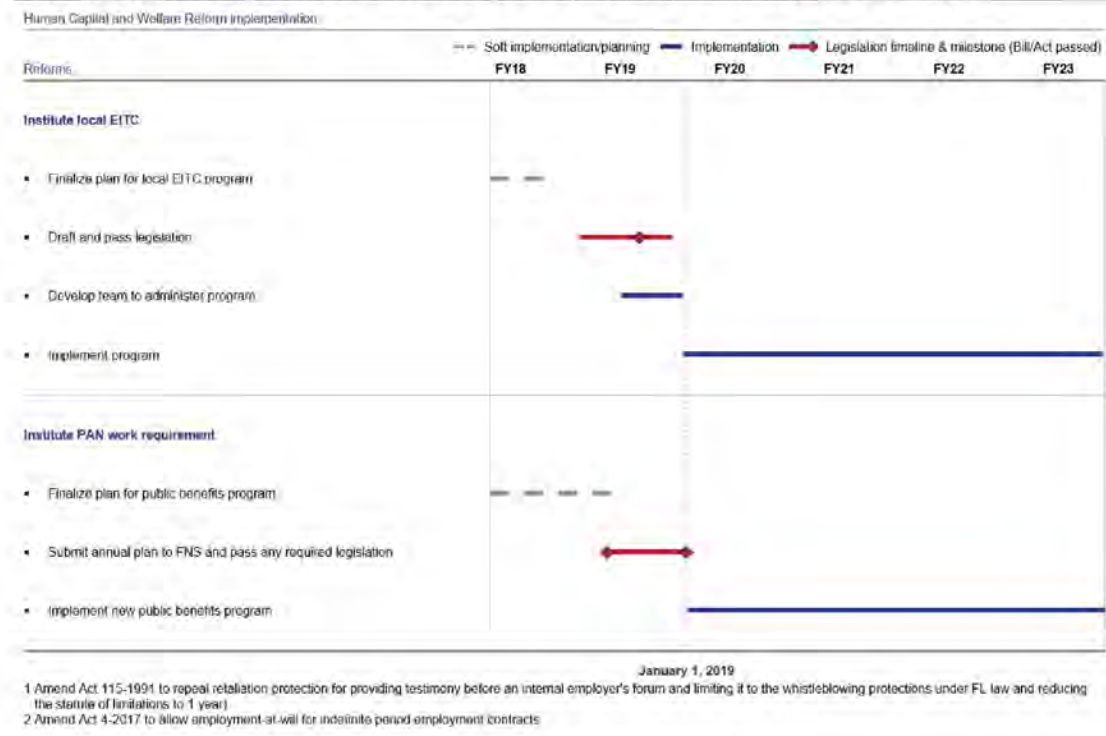 Human Capital and Welfare Reform implementation
Soft implementation/planning Implementation Legislation timeline & milestone (Bill/Act passed)
Reforms FY18 FY19 FY20 FY21 FY22 FY23
Institute local EITC
▪ Finalize plan for local EITC program
▪ Draft and pass legislation
▪ Develop team to administer program
▪ Implement program
Institute PAN work requirement
▪ Finalize plan for public benefits program
▪ Submit annual plan to FNS and pass any required legislation
▪ Implement new public benefits program
January 1, 2019
1 Amend Act 115-1991 to repeal retaliation protection for providing testimony before an internal employer's forum and limiting it to the whistleblowing protections under FL law and reducing
the statute of limitations to 1 year)
2 Amend Act 4-2017 to allow employment-at-will for indefinite period employment contracts